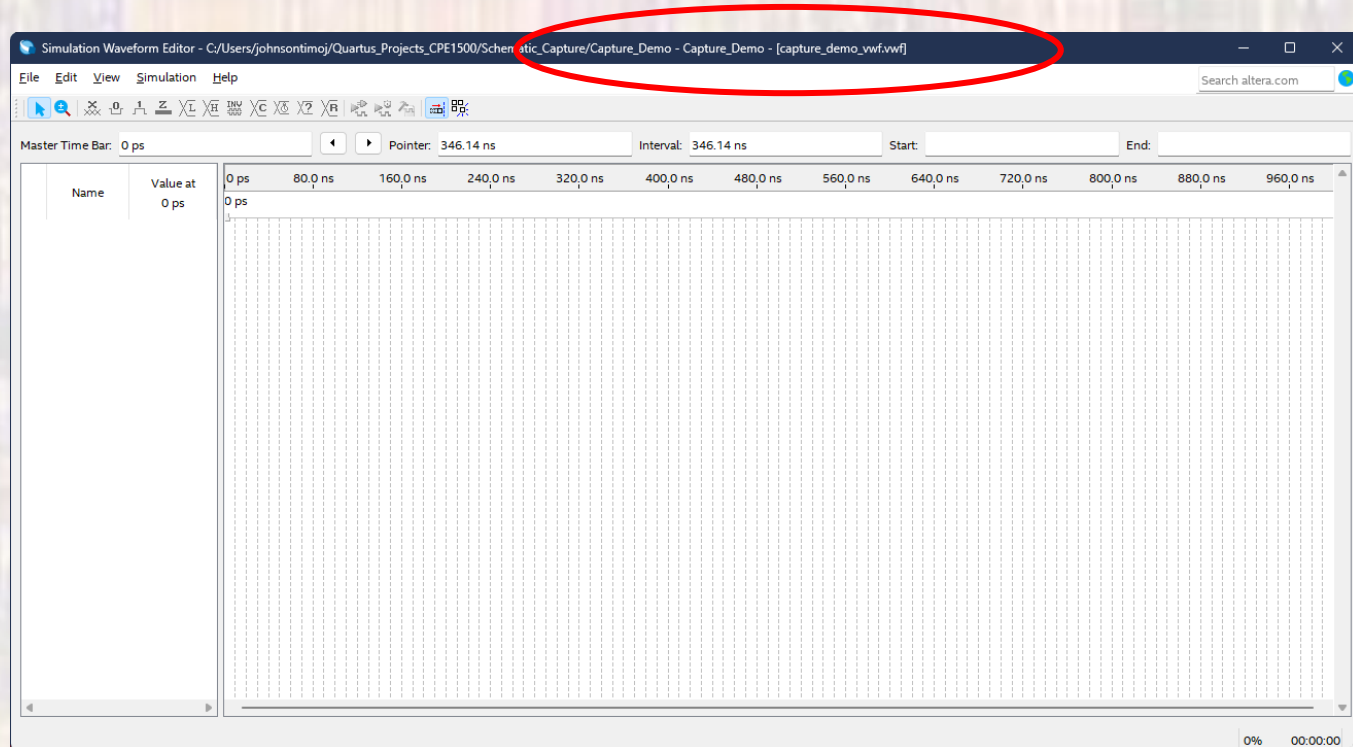 Simulation Waveform Editor - C:/Users/johnsontimoj/Quartus_Projects_CPE1500/Schematic_Capture/Capture_Demo - Capture_Demo - [capture_demo_vwf.vwf]
File Edit View Simulation Help
Search altera.com
Master Time Bar: 0 ps Pointer: 346.14 ns Interval: 346.14 ns Start: End:
Name Value at 0 ps
0 ps 80.0 ns 160.0 ns 240.0 ns 320.0 ns 400.0 ns 480.0 ns 560.0 ns 640.0 ns 720.0 ns 800.0 ns 880.0 ns 960.0 ns
0 ps
0% 00:00:00